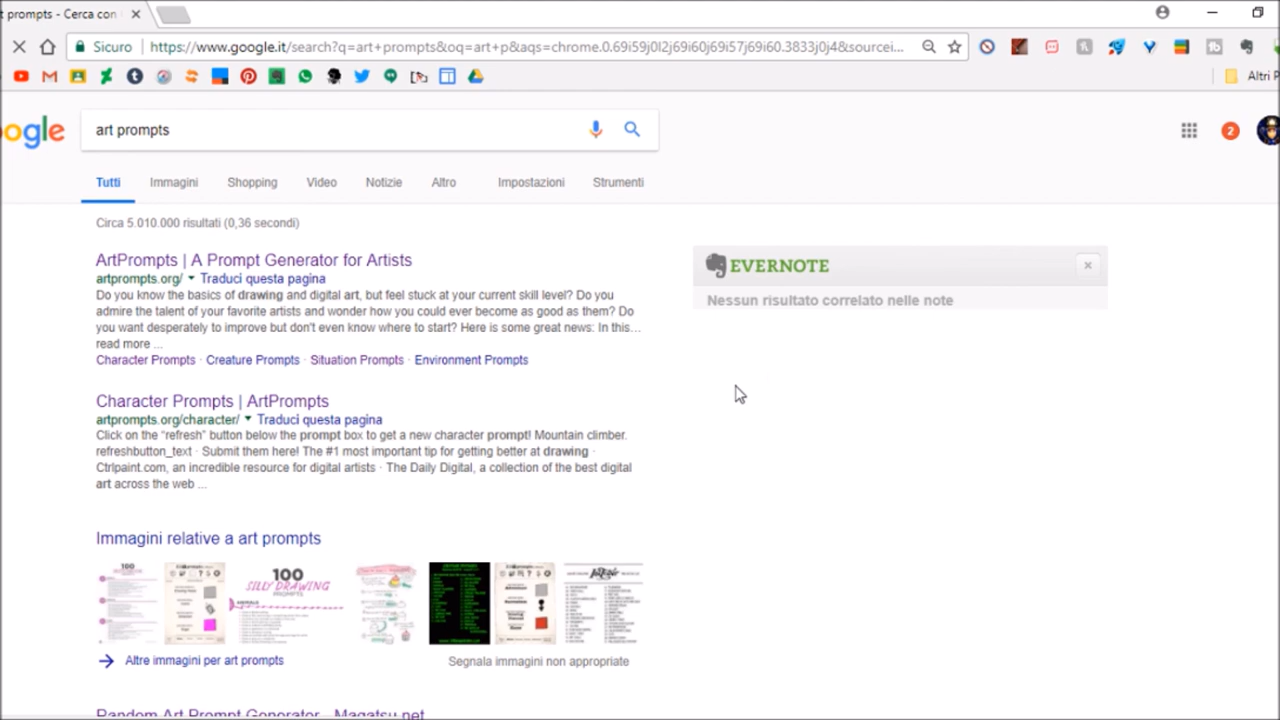 t prompts - Cerca con
Sicuro
https://www.google.it/search?q=art+prompts&oq=art+p&aqs=chrome.0.69i59j0l2j69i60j69i57j69i60.3833j0j4&sourcei...
Altri P
ogle
art prompts
2
Tutti Immagini Shopping Video Notizie Altro Impostazioni Strumenti
Circa 5.010.000 risultati (0,36 secondi)
ArtPrompts | A Prompt Generator for Artists
artprompts.org/ Traduci questa pagina
Do you know the basics of drawing and digital art, but feel stuck at your current skill level? Do you
admire the talent of your favorite artists and wonder how you could ever become as good as them? Do
you want desperately to improve but don't even know where to start? Here is some great news: In this...
read more ...
Character Prompts · Creature Prompts · Situation Prompts · Environment Prompts
EVERNOTE
Nessun risultato correlato nelle note
Character Prompts | ArtPrompts
artprompts.org/character/ Traduci questa pagina
Click on the “refresh” button below the prompt box to get a new character prompt! Mountain climber.
refreshbutton_text · Submit them here! The #1 most important tip for getting better at drawing ·
Ctrlpaint.com, an incredible resource for digital artists · The Daily Digital, a collection of the best digital
art across the web ...
Immagini relative a art prompts
100
100
SILLY DRAWING
Altre immagini per art prompts
Segnala immagini non appropriate
Random Art Prompt Generator - Magatsu.net